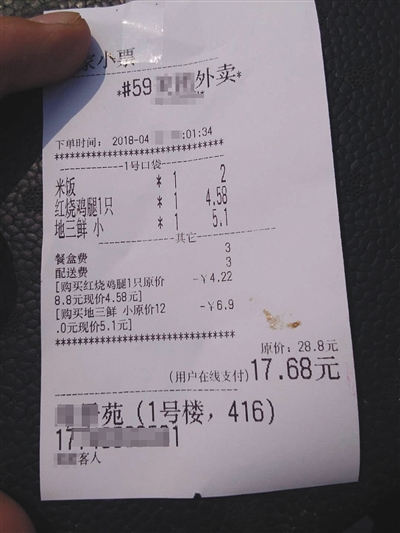 家小票
*#59 外卖*
下单时间: 2018-04 :01:34
********************************
1号口袋
米饭 * 1 2
红烧鸡腿1只 * 1 4.58
地三鲜 小 * 1 5.1
其它
餐盒费 3
配送费 3
[购买红烧鸡腿1只原价 -￥4.22
8.8元现价4.58元]
[购买地三鲜 小原价12 -￥6.9
.0元现价5.1元]
********************************
原价: 28.8元
(用户在线支付) 17.68元
苑 (1号楼, 416)
17 1
客人